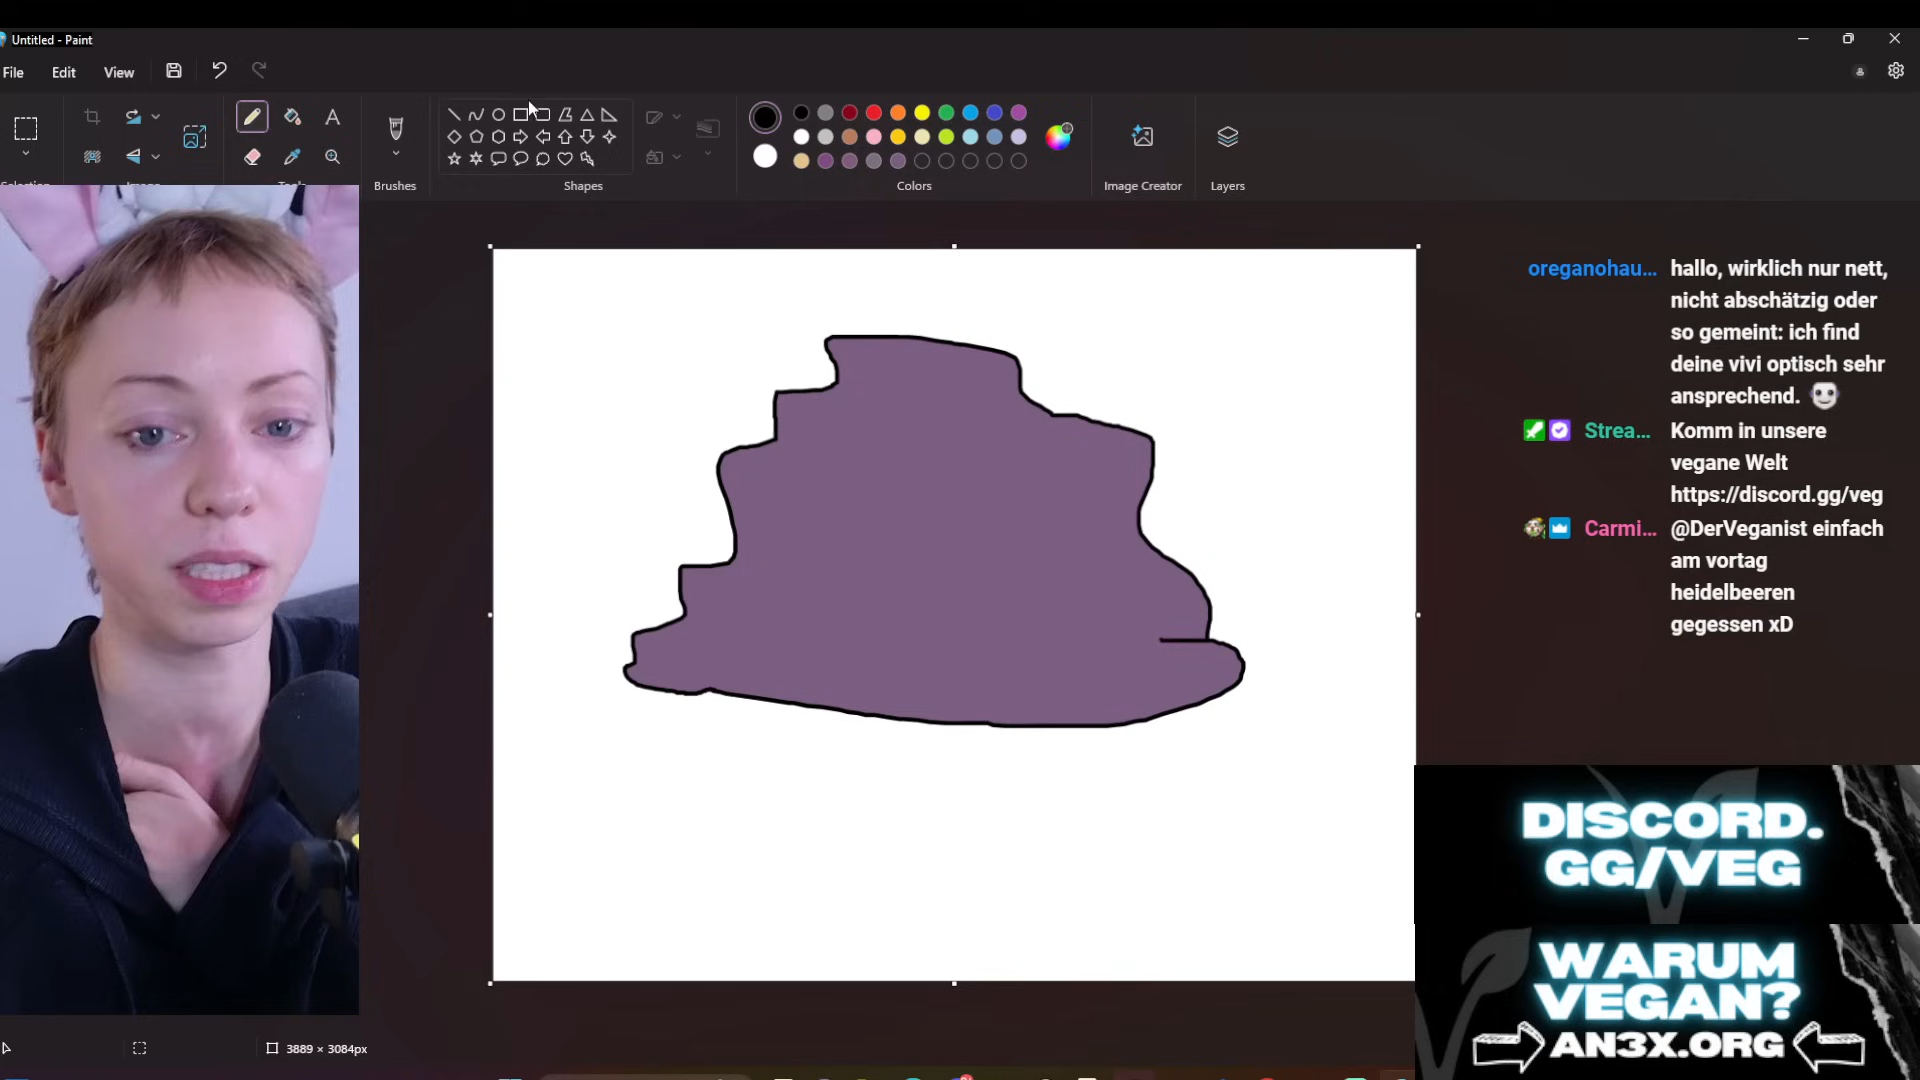 Untitled - Paint
File Edit View
Brushes
Shapes
Colors
Image Creator
Layers
oreganohau... hallo, wirklich nur nett,
nicht abschätzig oder
so gemeint: ich find
deine vivi optisch sehr
ansprechend.
Strea... Komm in unsere
vegane Welt
https://discord.gg/veg
Carmi... @DerVeganist einfach
am vortag
heidelbeeren
gegessen xD
DISCORD.
GG/VEG
WARUM
VEGAN?
AN3X.ORG
3889 × 3084px